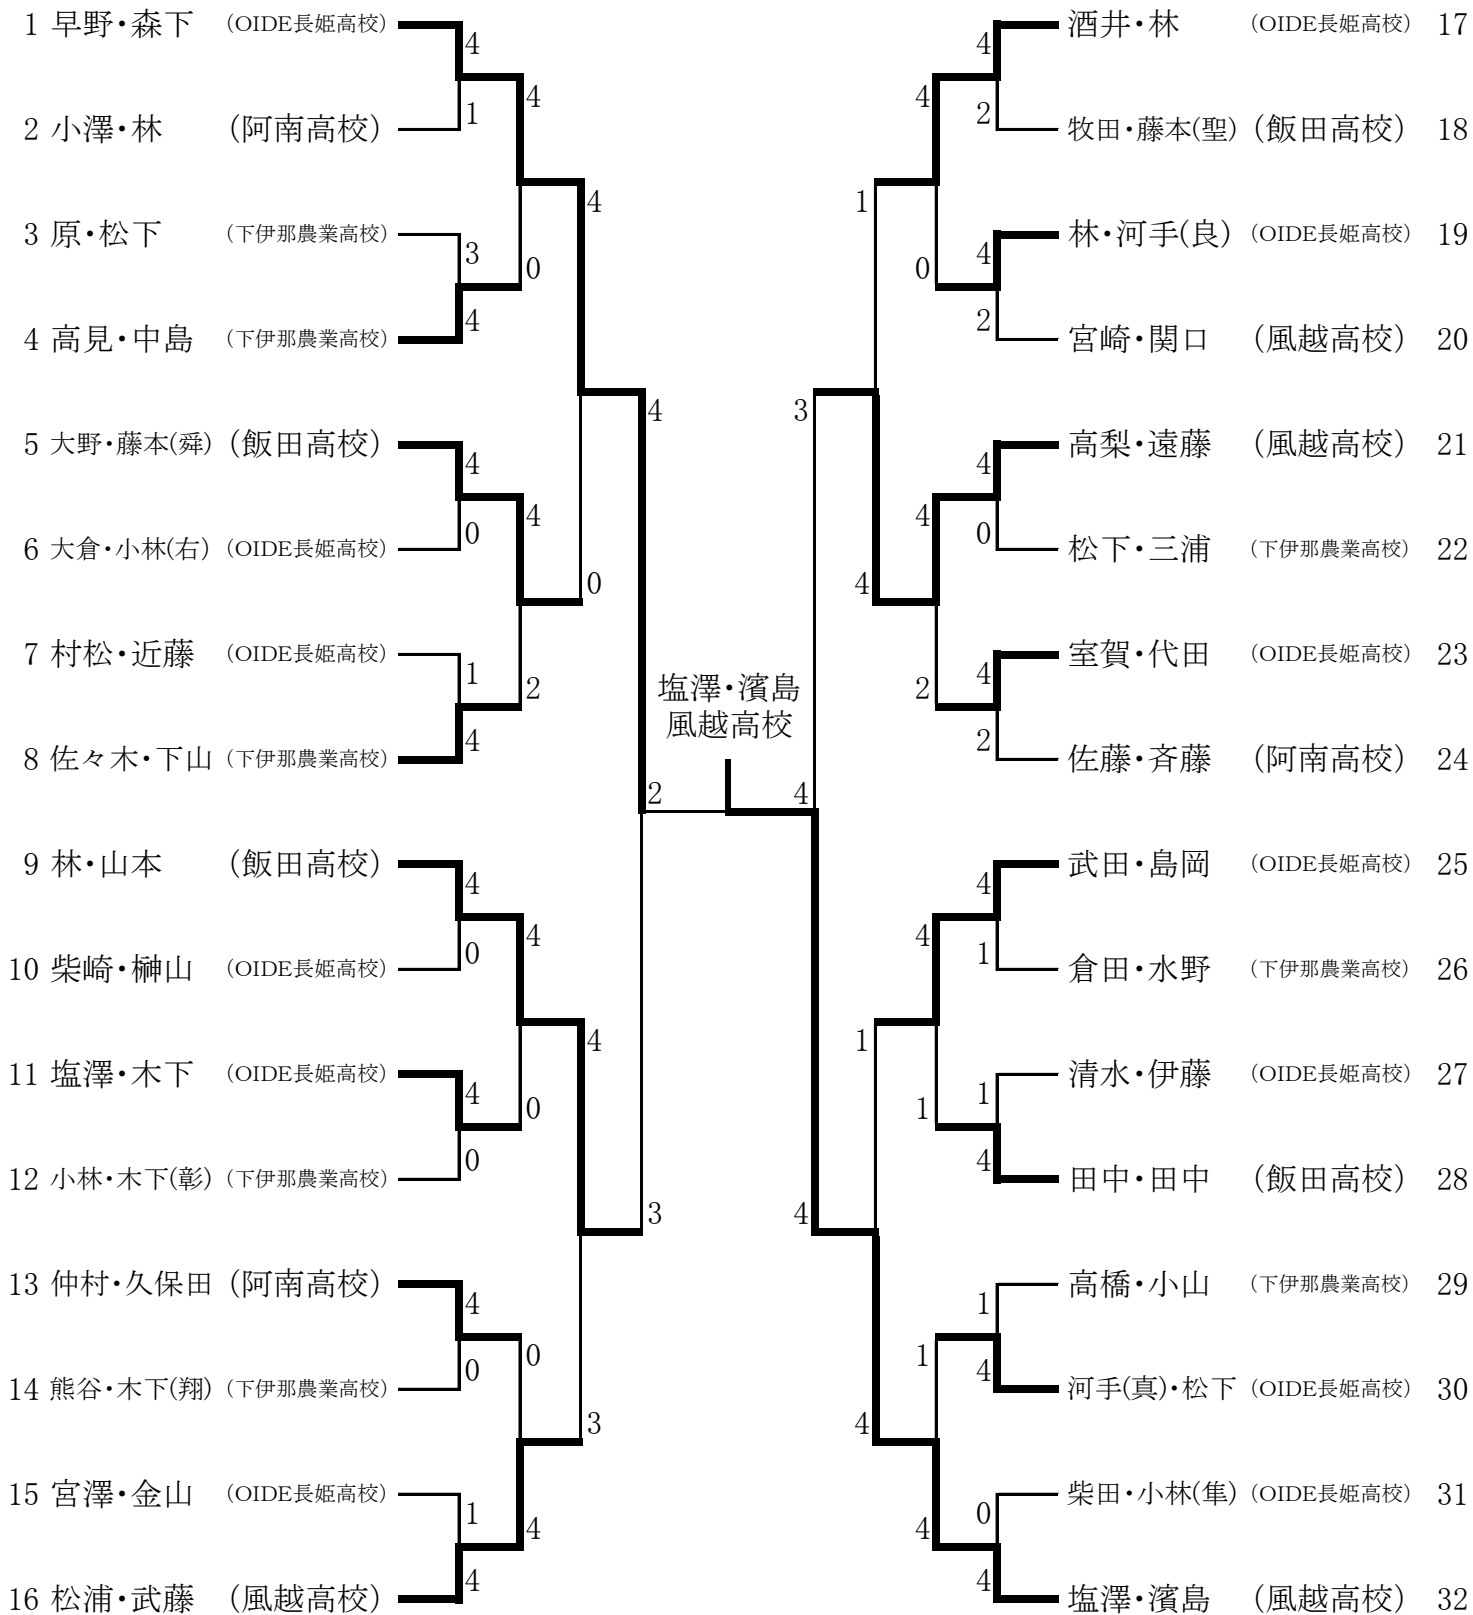 1 早野・森下 （OIDE長姫高校）
4
1
2 小澤・林 （阿南高校）
4
3 原・松下 （下伊那農業高校）
3
0
4
4 高見・中島 （下伊那農業高校）
4
5 大野・藤本(舜) （飯田高校）
4
0
6 大倉・小林(右) （OIDE長姫高校）
4
0
7 村松・近藤 （OIDE長姫高校）
1
2
4
8 佐々木・下山 （下伊那農業高校）
4
9 林・山本 （飯田高校）
4
0
10 柴崎・榊山 （OIDE長姫高校）
4
11 塩澤・木下 （OIDE長姫高校）
4
0
0
12 小林・木下(彰) （下伊那農業高校）
4
13 仲村・久保田 （阿南高校）
4
0
14 熊谷・木下(翔) （下伊那農業高校）
0
3
15 宮澤・金山 （OIDE長姫高校）
1
4
4
16 松浦・武藤 （風越高校）
3
2
塩澤・濱島
風越高校
4
酒井・林 （OIDE長姫高校） 17
4
2
牧田・藤本(聖) （飯田高校） 18
4
1
林・河手(良) （OIDE長姫高校） 19
4
0
2
宮崎・関口 （風越高校） 20
3
高梨・遠藤 （風越高校） 21
4
0
松下・三浦 （下伊那農業高校） 22
4
4
室賀・代田 （OIDE長姫高校） 23
4
2
2
佐藤・斉藤 （阿南高校） 24
武田・島岡 （OIDE長姫高校） 25
4
1
倉田・水野 （下伊那農業高校） 26
4
1
清水・伊藤 （OIDE長姫高校） 27
1
1
4
田中・田中 （飯田高校） 28
4
高橋・小山 （下伊那農業高校） 29
1
4
河手(真)・松下 （OIDE長姫高校） 30
1
4
柴田・小林(隼) （OIDE長姫高校） 31
0
4
4
塩澤・濱島 （風越高校） 32